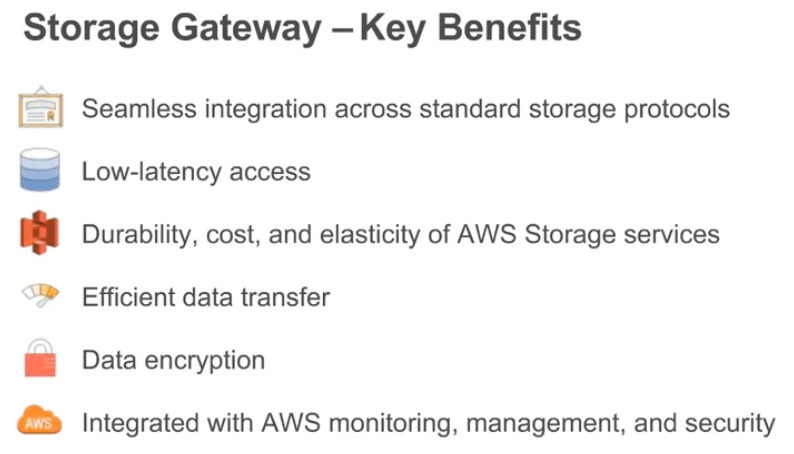 Storage Gateway – Key Benefits
Seamless integration across standard storage protocols
Low-latency access
Durability, cost, and elasticity of AWS Storage services
Efficient data transfer
Data encryption
AWS Integrated with AWS monitoring, management, and security